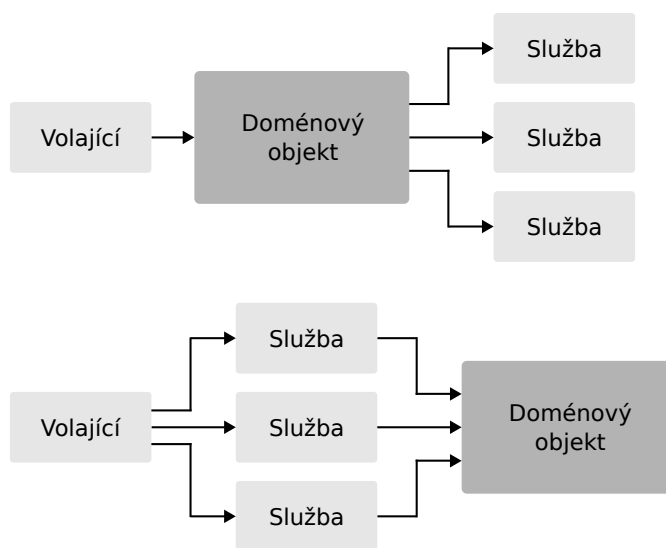 Služba
Volající
Doménový
objekt
Služba
Služba
Služba
Volající
Služba
Doménový
objekt
Služba